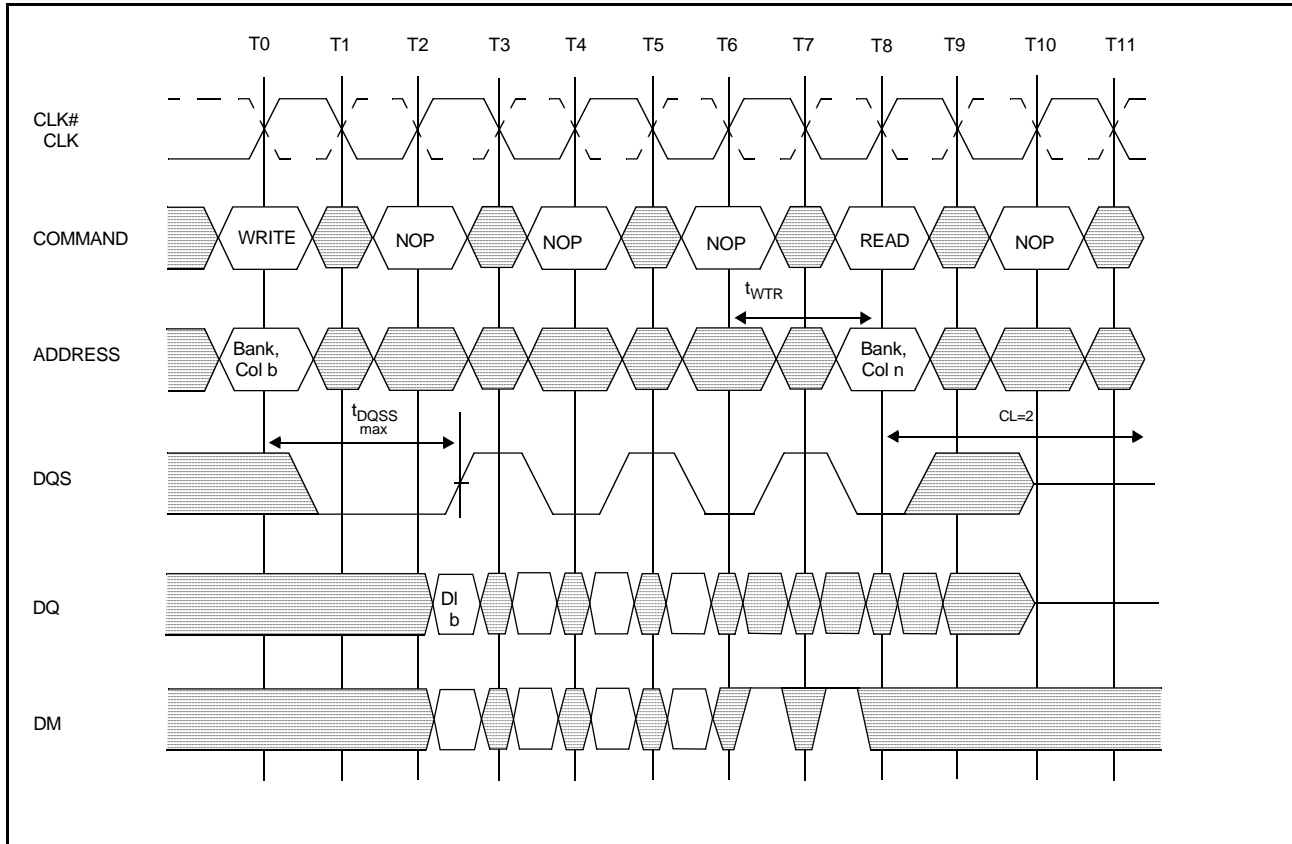 T0 T1 T2 T3 T4 T5 T6 T7 T8 T9 T10 T11
CLK#
CLK
COMMAND WRITE NOP NOP NOP READ NOP
tWTR
ADDRESS Bank, Col b Bank, Col n
tDQSS max CL=2
DQS
DQ DI b
DM